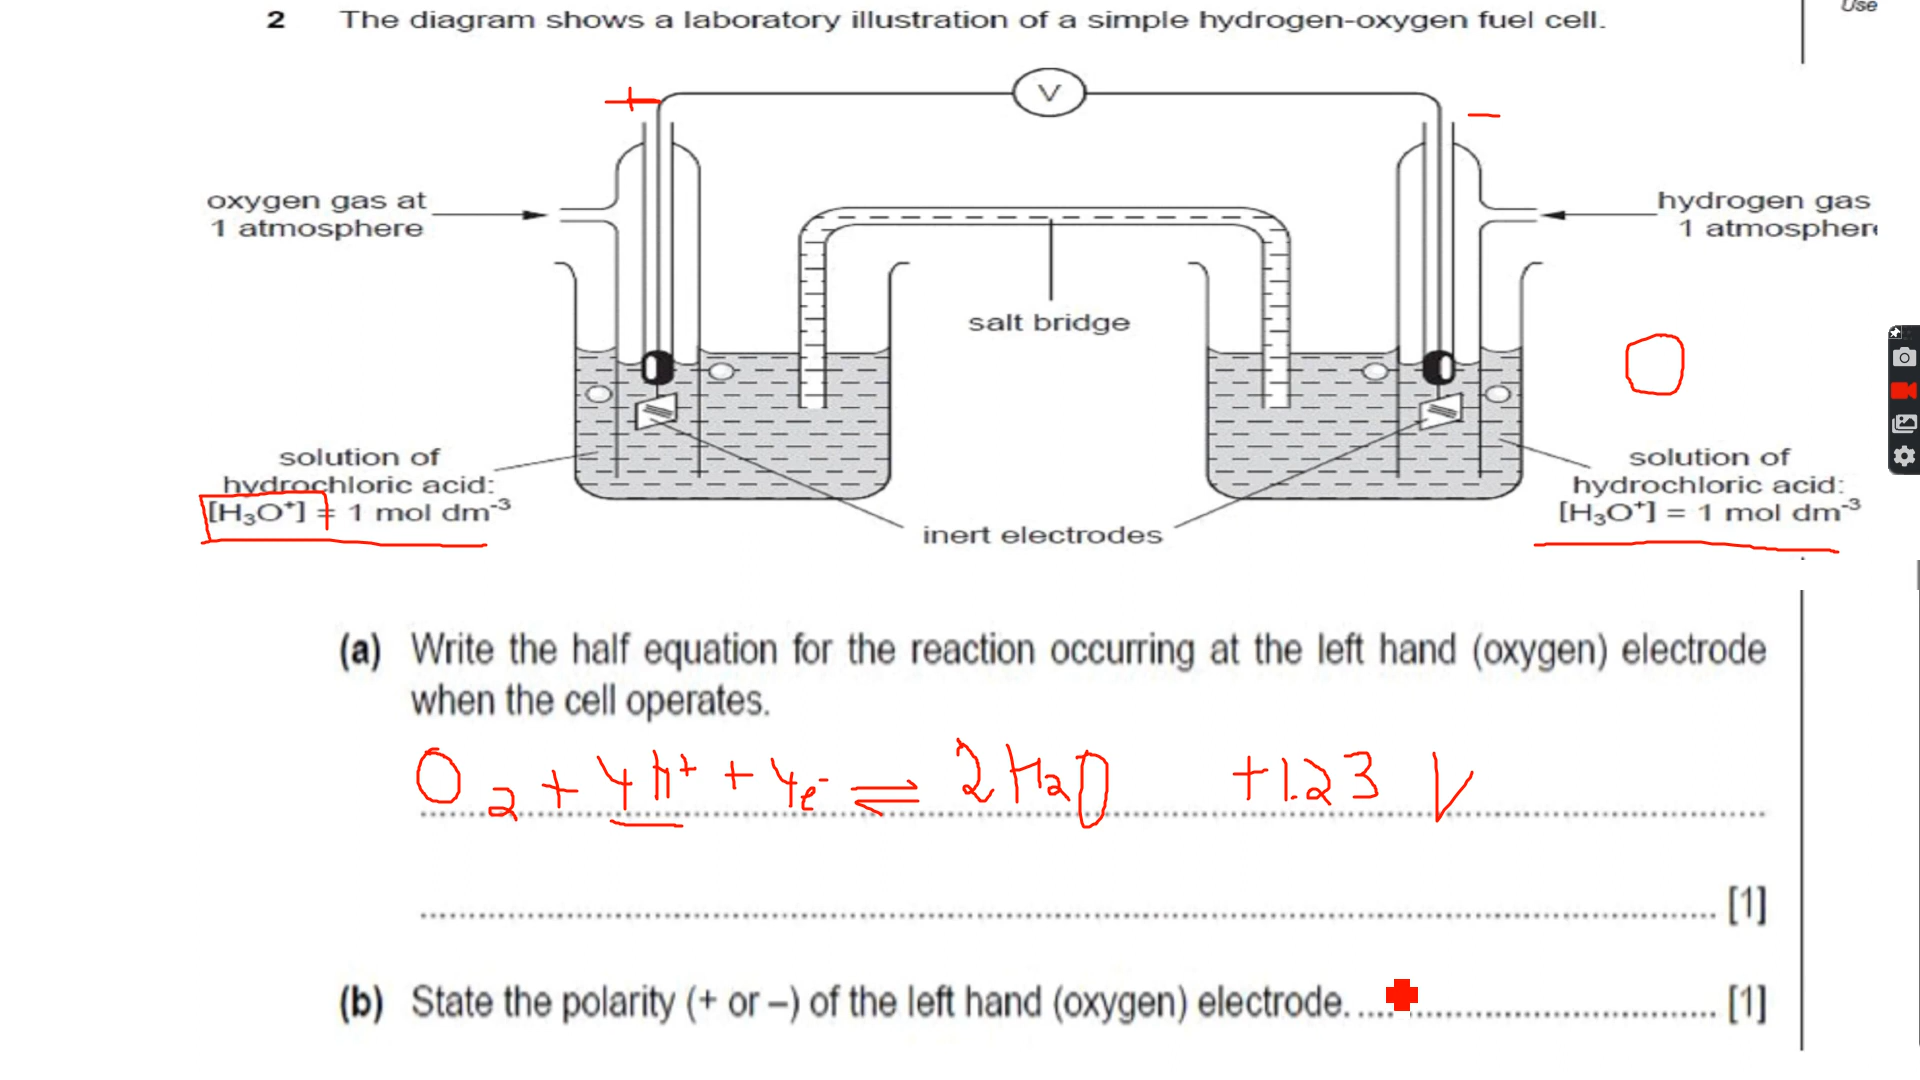 Use
2 The diagram shows a laboratory illustration of a simple hydrogen-oxygen fuel cell.
+
V
−
oxygen gas at
1 atmosphere
hydrogen gas
1 atmospher
salt bridge
O
solution of
hydrochloric acid:
[H₃O⁺] = 1 mol dm⁻³
inert electrodes
solution of
hydrochloric acid:
[H₃O⁺] = 1 mol dm⁻³
(a) Write the half equation for the reaction occurring at the left hand (oxygen) electrode
when the cell operates.
O₂ + 4H⁺ + 4e⁻ ⇌ 2H₂O +1.23 V
[1]
(b) State the polarity (+ or –) of the left hand (oxygen) electrode. [1]